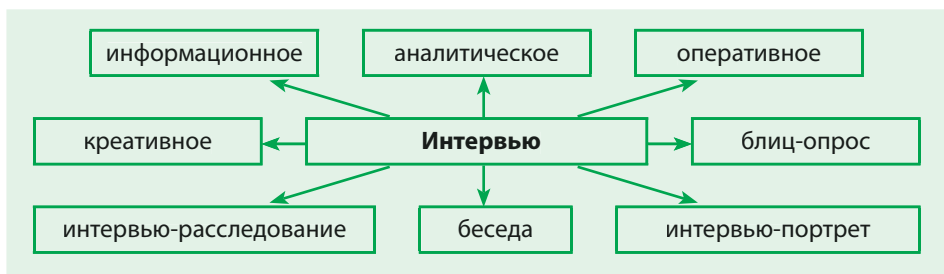 информационное
аналитическое
оперативное
креативное
Интервью
блиц-опрос
интервью-расследование
беседа
интервью-портрет